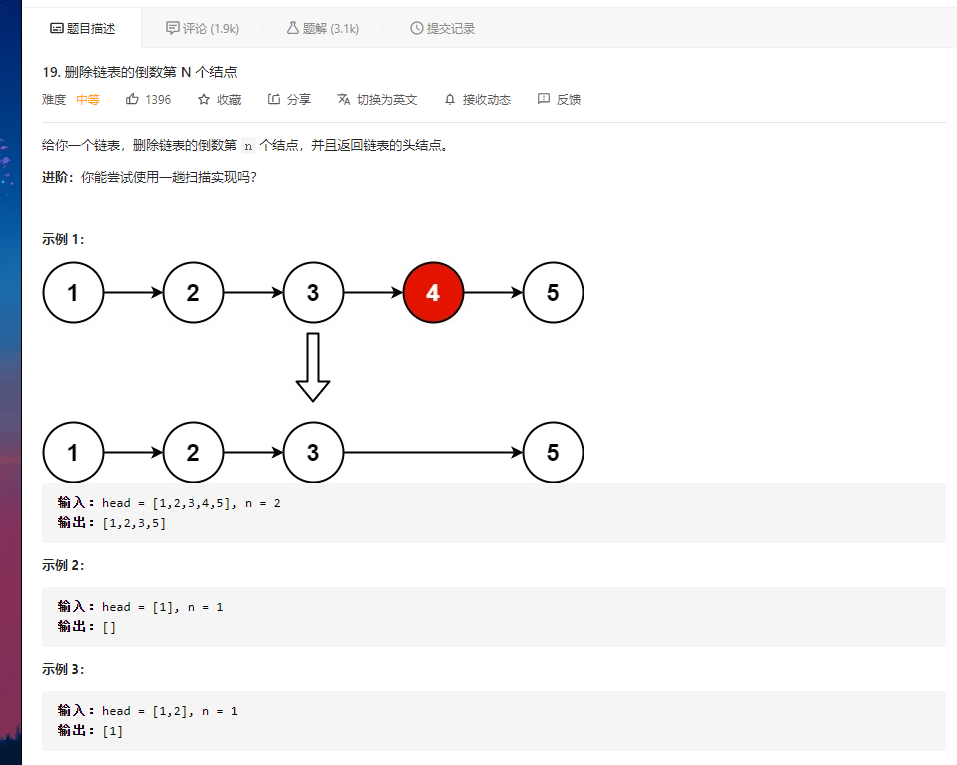 题目描述 评论 (1.9k) 题解 (3.1k) 提交记录
19. 删除链表的倒数第 N 个结点
难度 中等 1396 收藏 分享 切换为英文 接收动态 反馈
给你一个链表，删除链表的倒数第 n 个结点，并且返回链表的头结点。
进阶：你能尝试使用一趟扫描实现吗？
示例 1：
1 2 3 4 5
1 2 3 5
输入：head = [1,2,3,4,5], n = 2
输出：[1,2,3,5]
示例 2：
输入：head = [1], n = 1
输出：[]
示例 3：
输入：head = [1,2], n = 1
输出：[1]